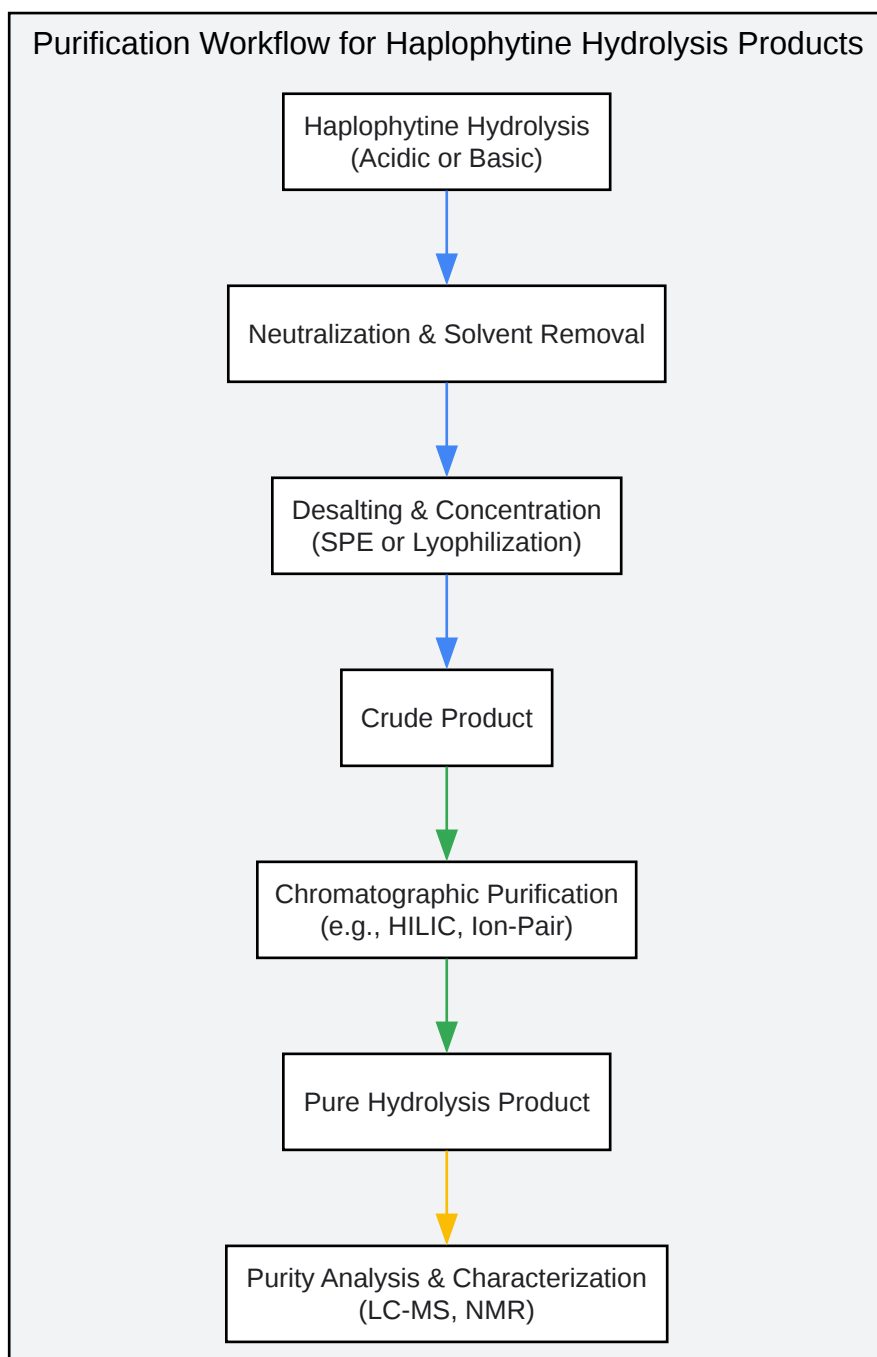 Purification Workflow for Haplophytine Hydrolysis Products
Haplophytine Hydrolysis
(Acidic or Basic)
Neutralization & Solvent Removal
Desalting & Concentration
(SPE or Lyophilization)
Crude Product
Chromatographic Purification
(e.g., HILIC, Ion-Pair)
Pure Hydrolysis Product
Purity Analysis & Characterization
(LC-MS, NMR)